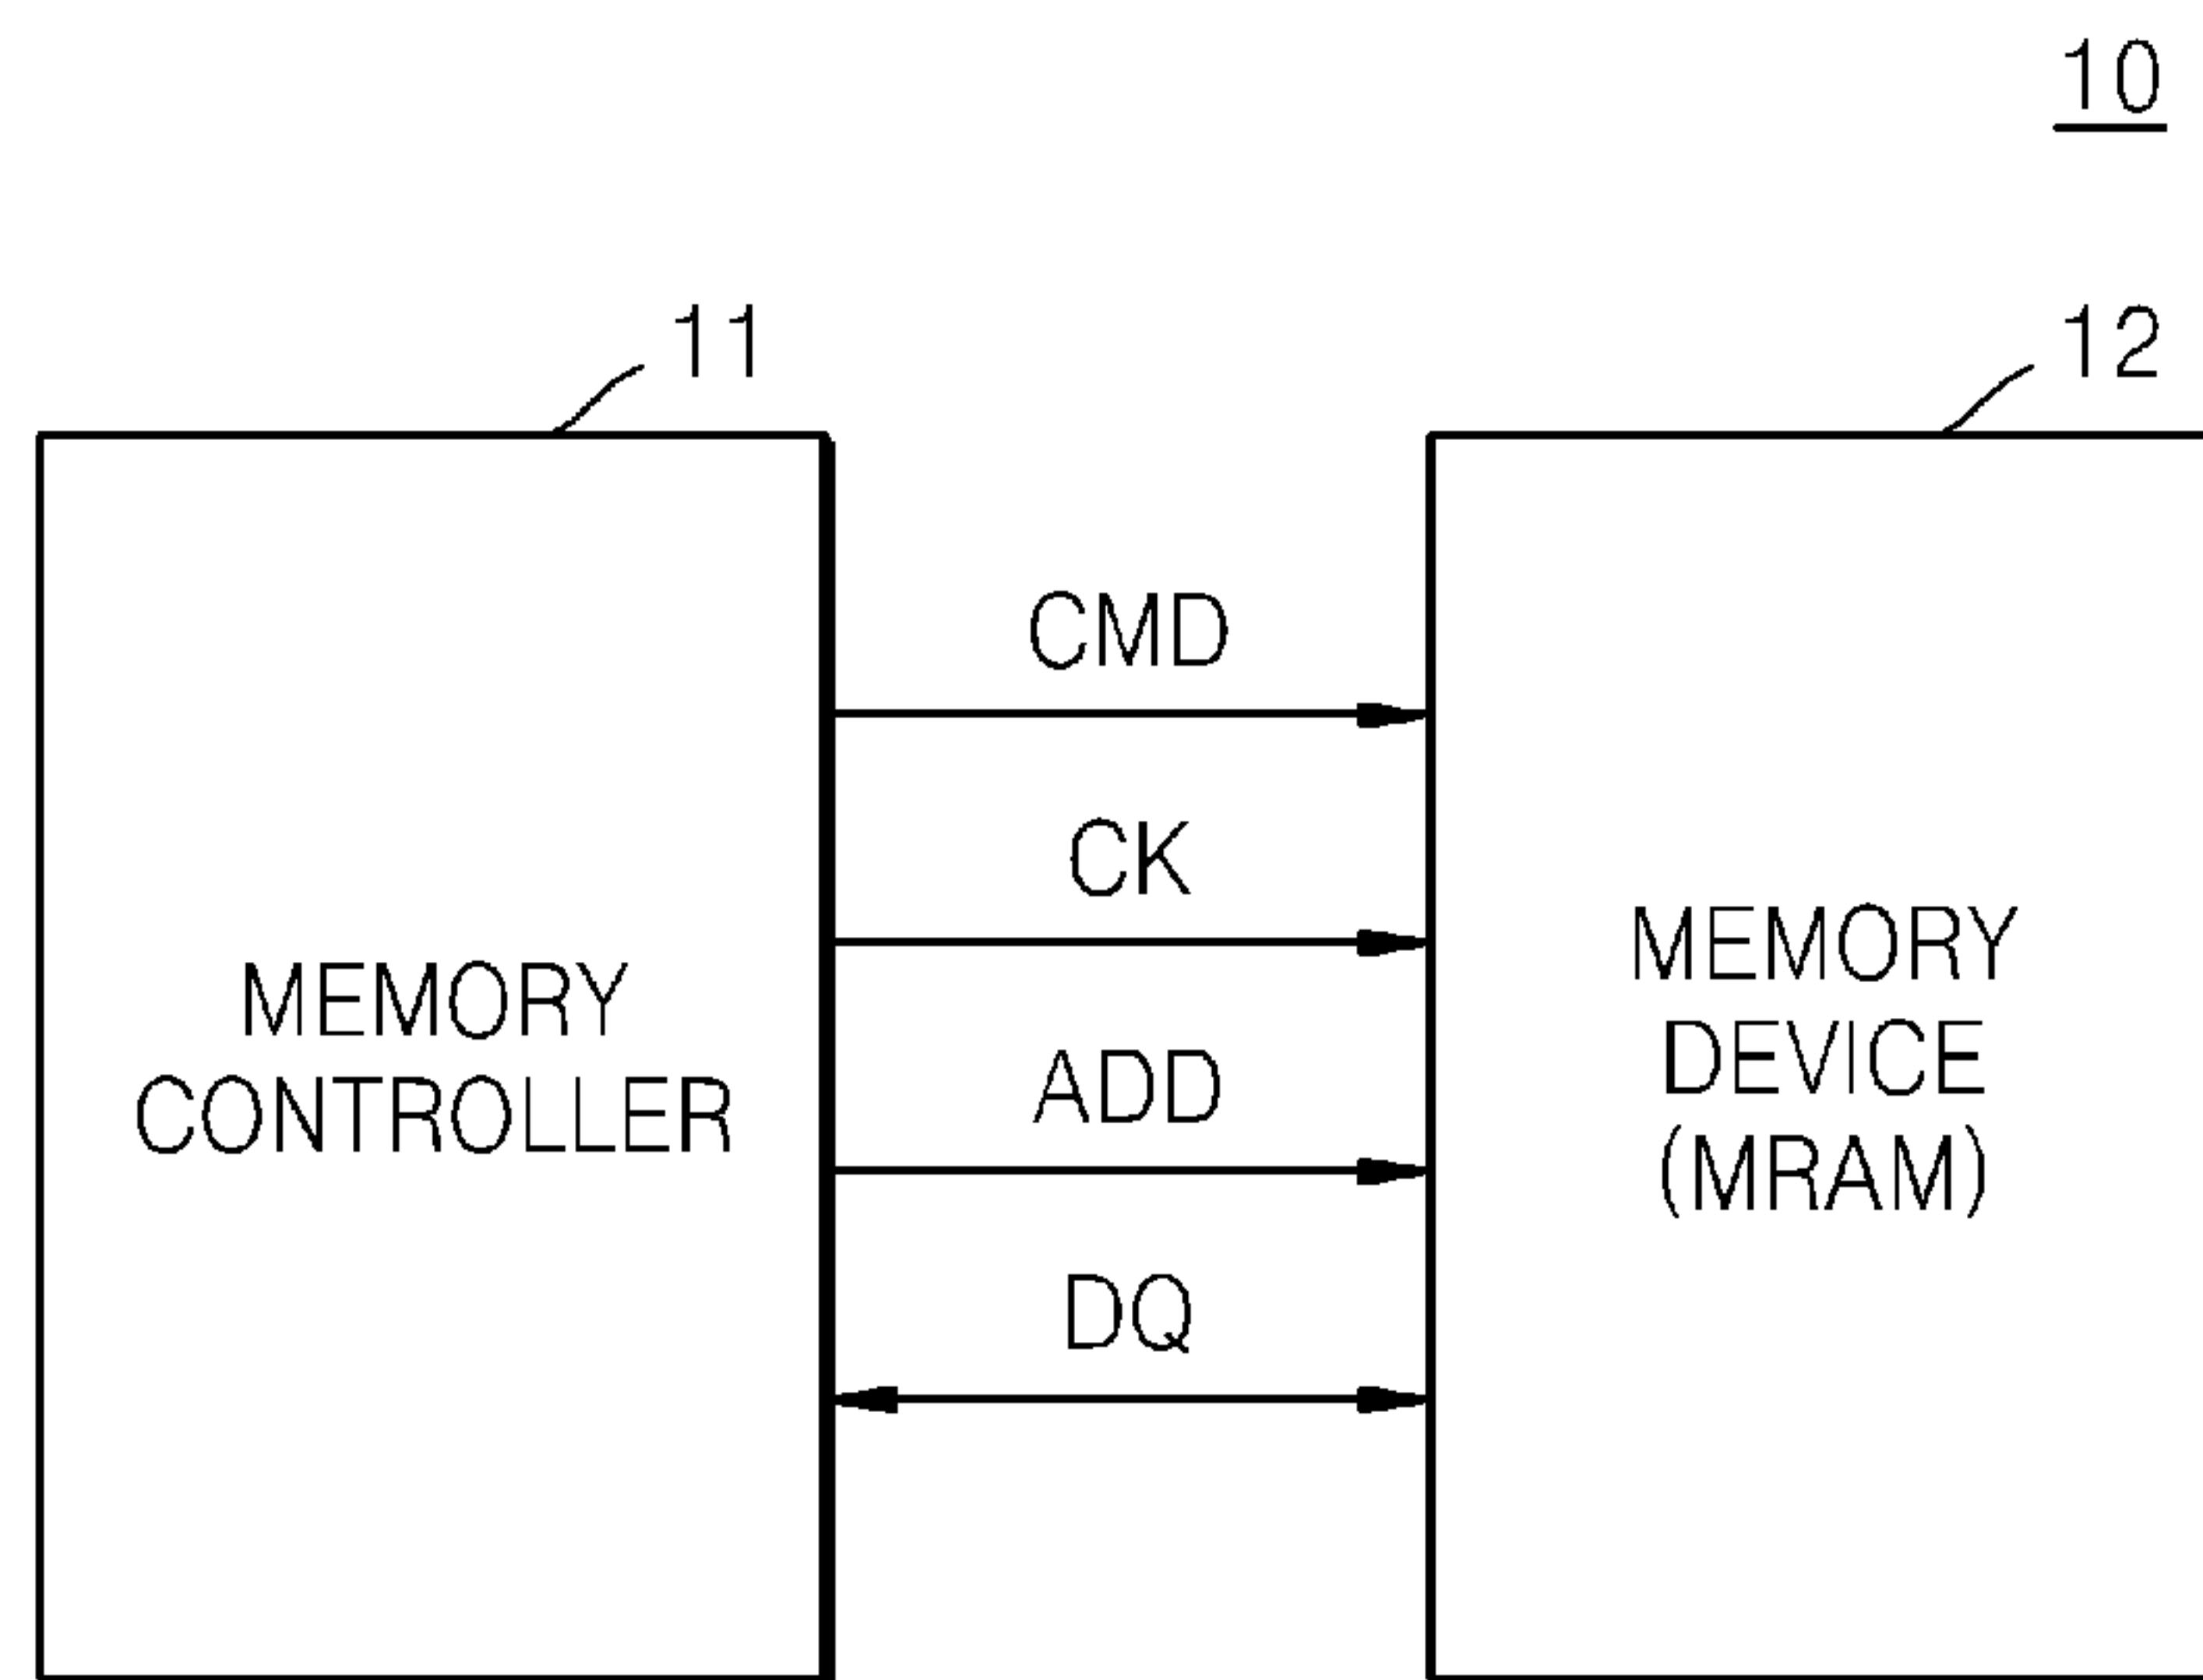 10
11
12
CMD
CK
MEMORY
CONTROLLER
ADD
DQ
MEMORY
DEVICE
(MRAM)